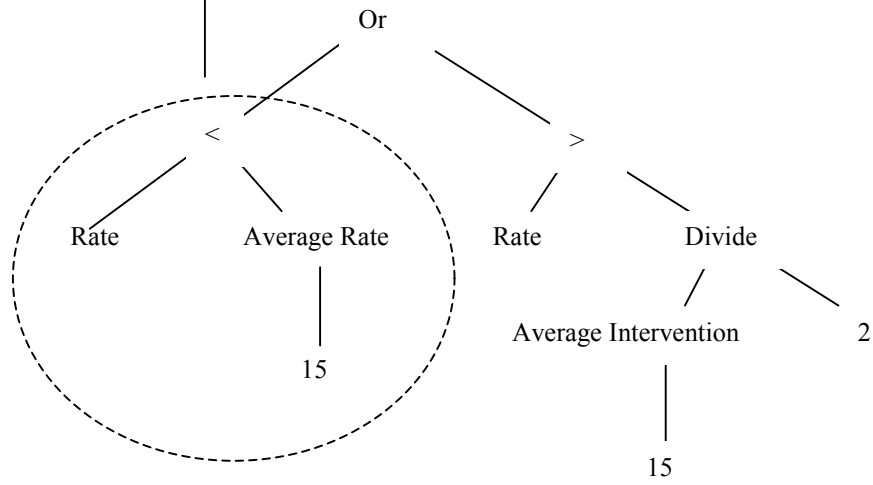 Or
<
>
Rate
Average Rate
Rate
Divide
Average Intervention
2
15
15